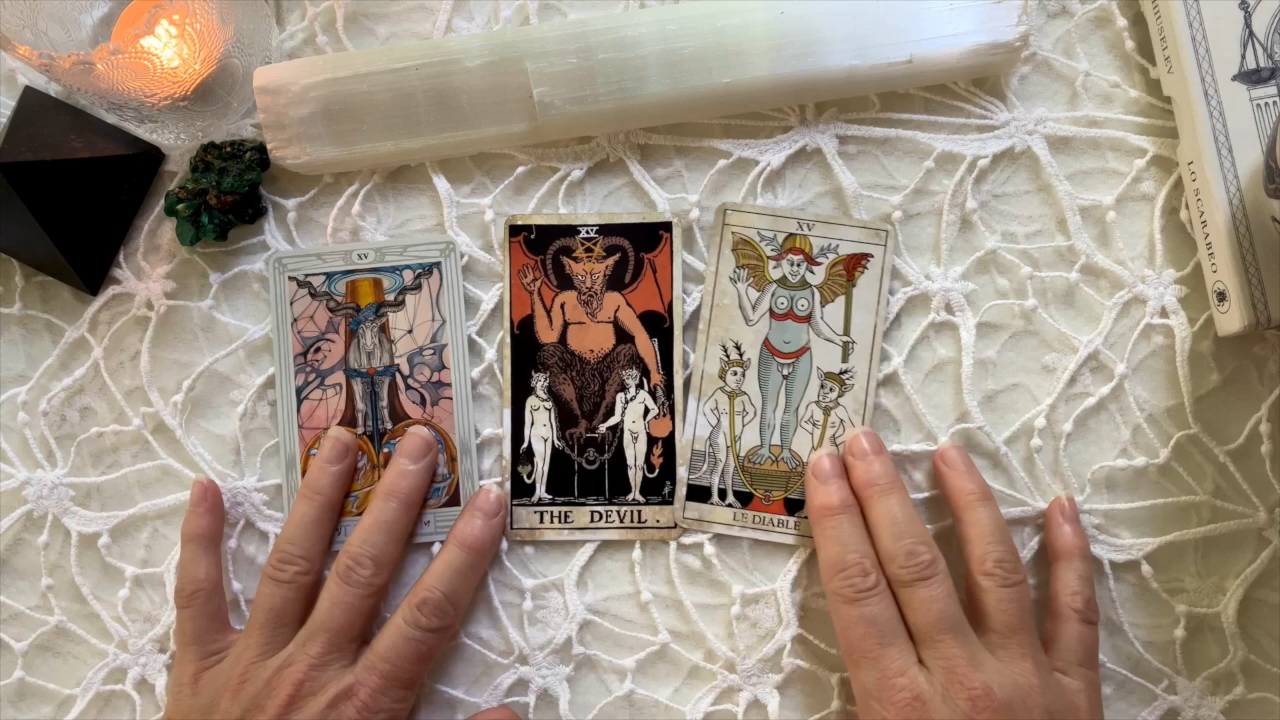 XV
XV
THE DEVIL.
XV
LE DIABLE
LO SCARABEO